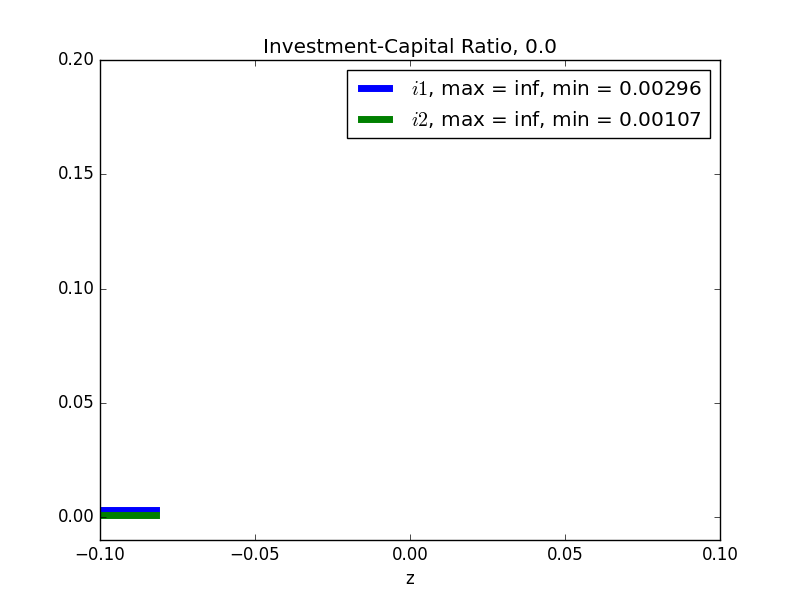 Investment-Capital Ratio, 0.0
0.20
i1, max = inf, min = 0.00296
i2, max = inf, min = 0.00107
0.15
0.10
0.05
0.00
−0.10 −0.05 0.00 0.05 0.10
z